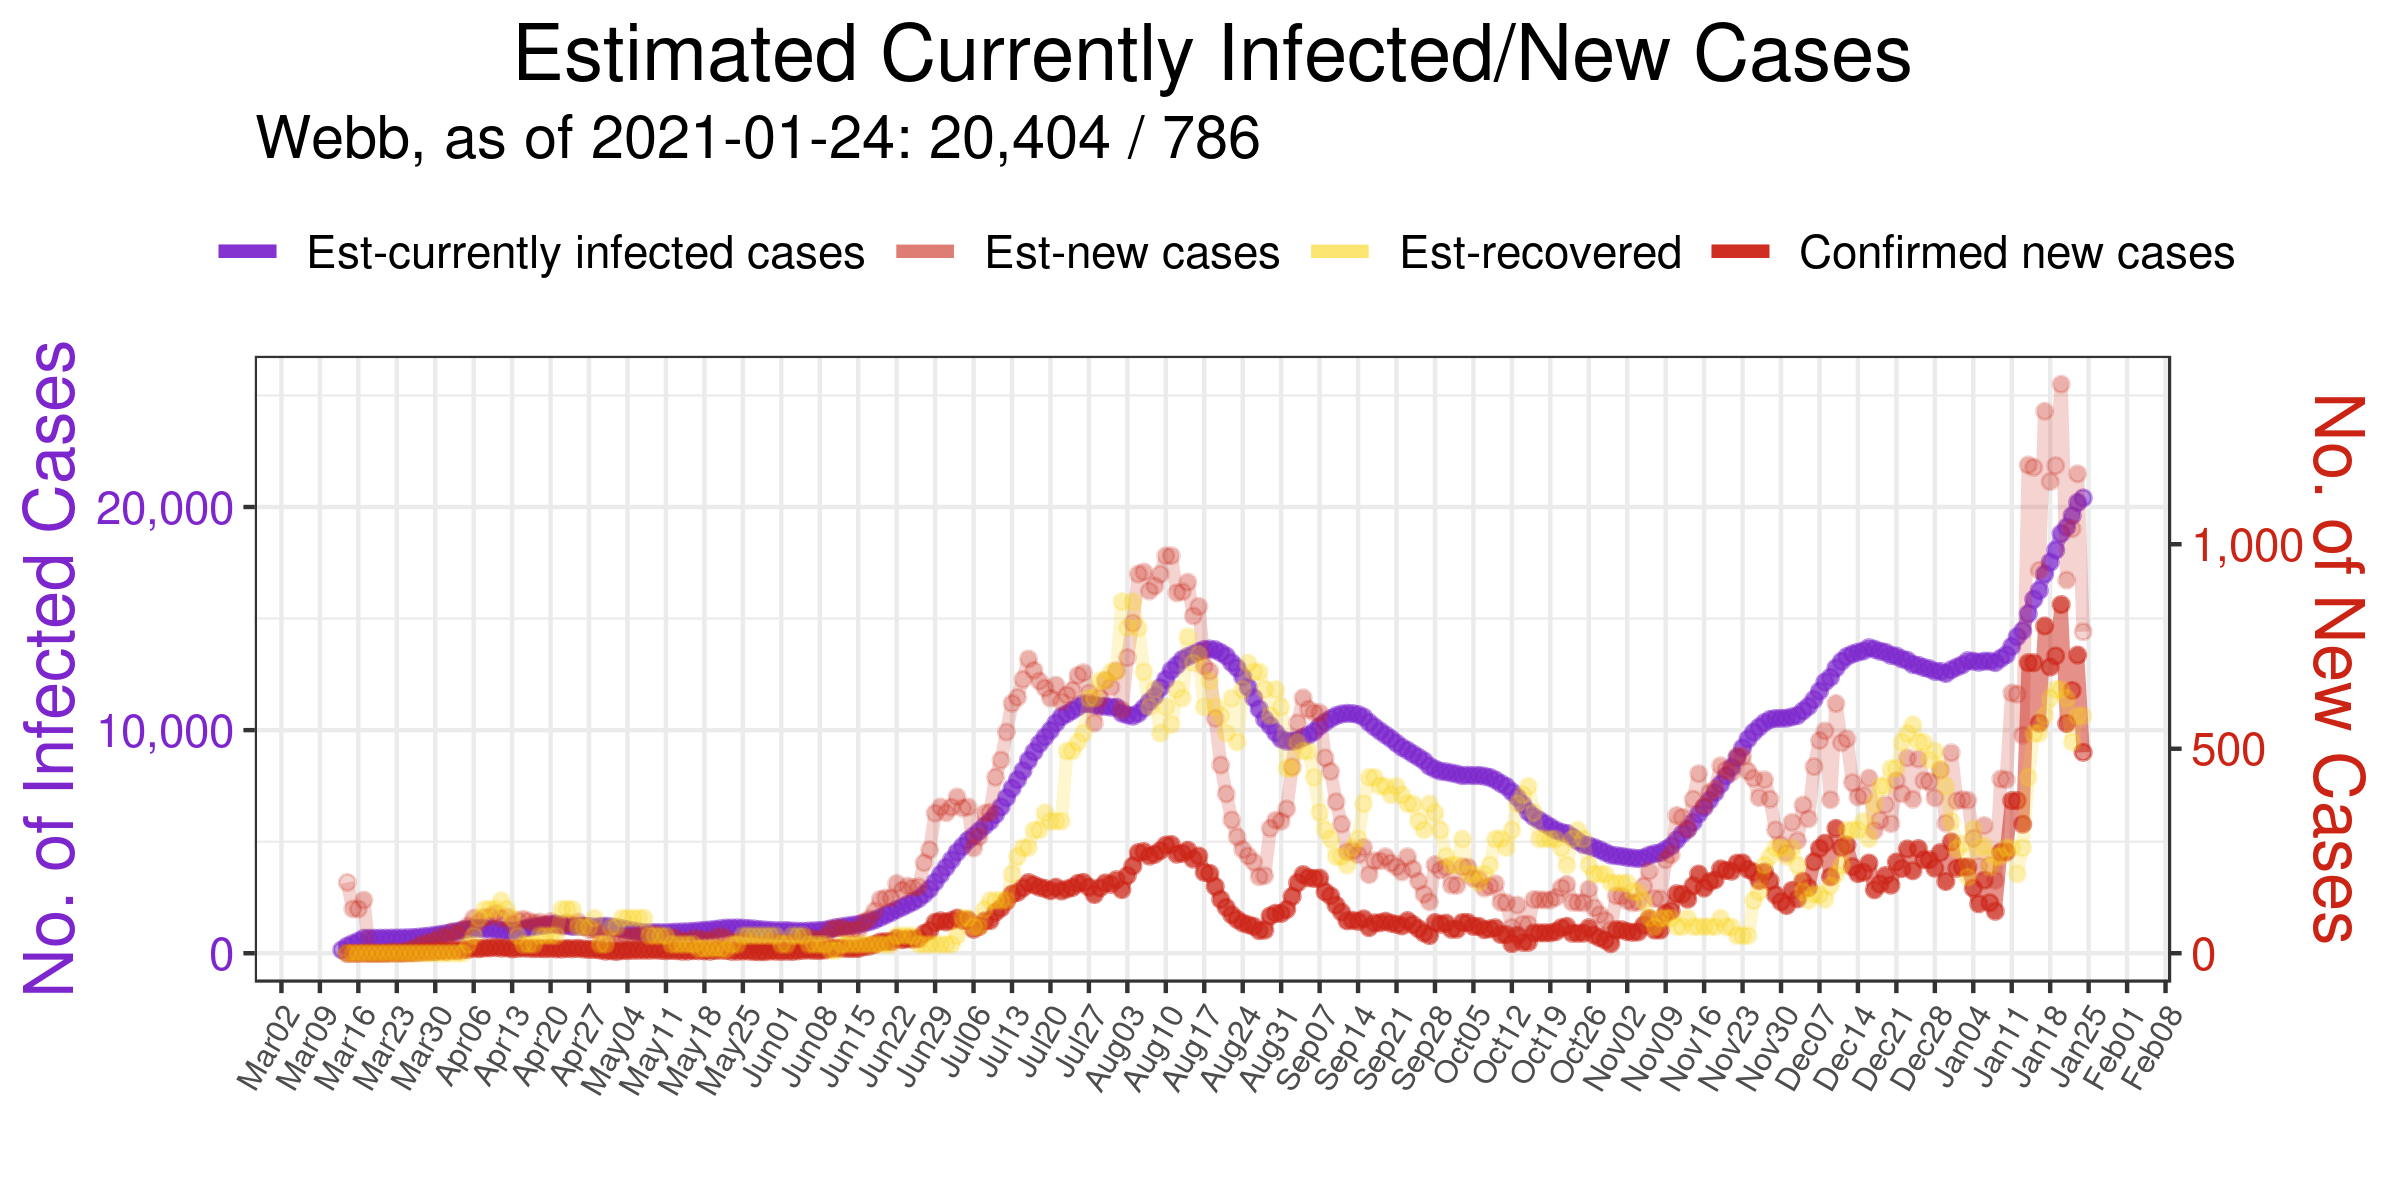 Estimated Currently Infected/New Cases
Webb, as of 2021-01-24: 20,404 / 786
Est-currently infected cases Est-new cases Est-recovered Confirmed new cases
No. of Infected Cases
20,000
10,000
0
No. of New Cases
1,000
500
0
Mar02 Mar09 Mar16 Mar23 Mar30 Apr06 Apr13 Apr20 Apr27 May04 May11 May18 May25 Jun01 Jun08 Jun15 Jun22 Jun29 Jul06 Jul13 Jul20 Jul27 Aug03 Aug10 Aug17 Aug24 Aug31 Sep07 Sep14 Sep21 Sep28 Oct05 Oct12 Oct19 Oct26 Nov02 Nov09 Nov16 Nov23 Nov30 Dec07 Dec14 Dec21 Dec28 Jan04 Jan11 Jan18 Jan25 Feb01 Feb08